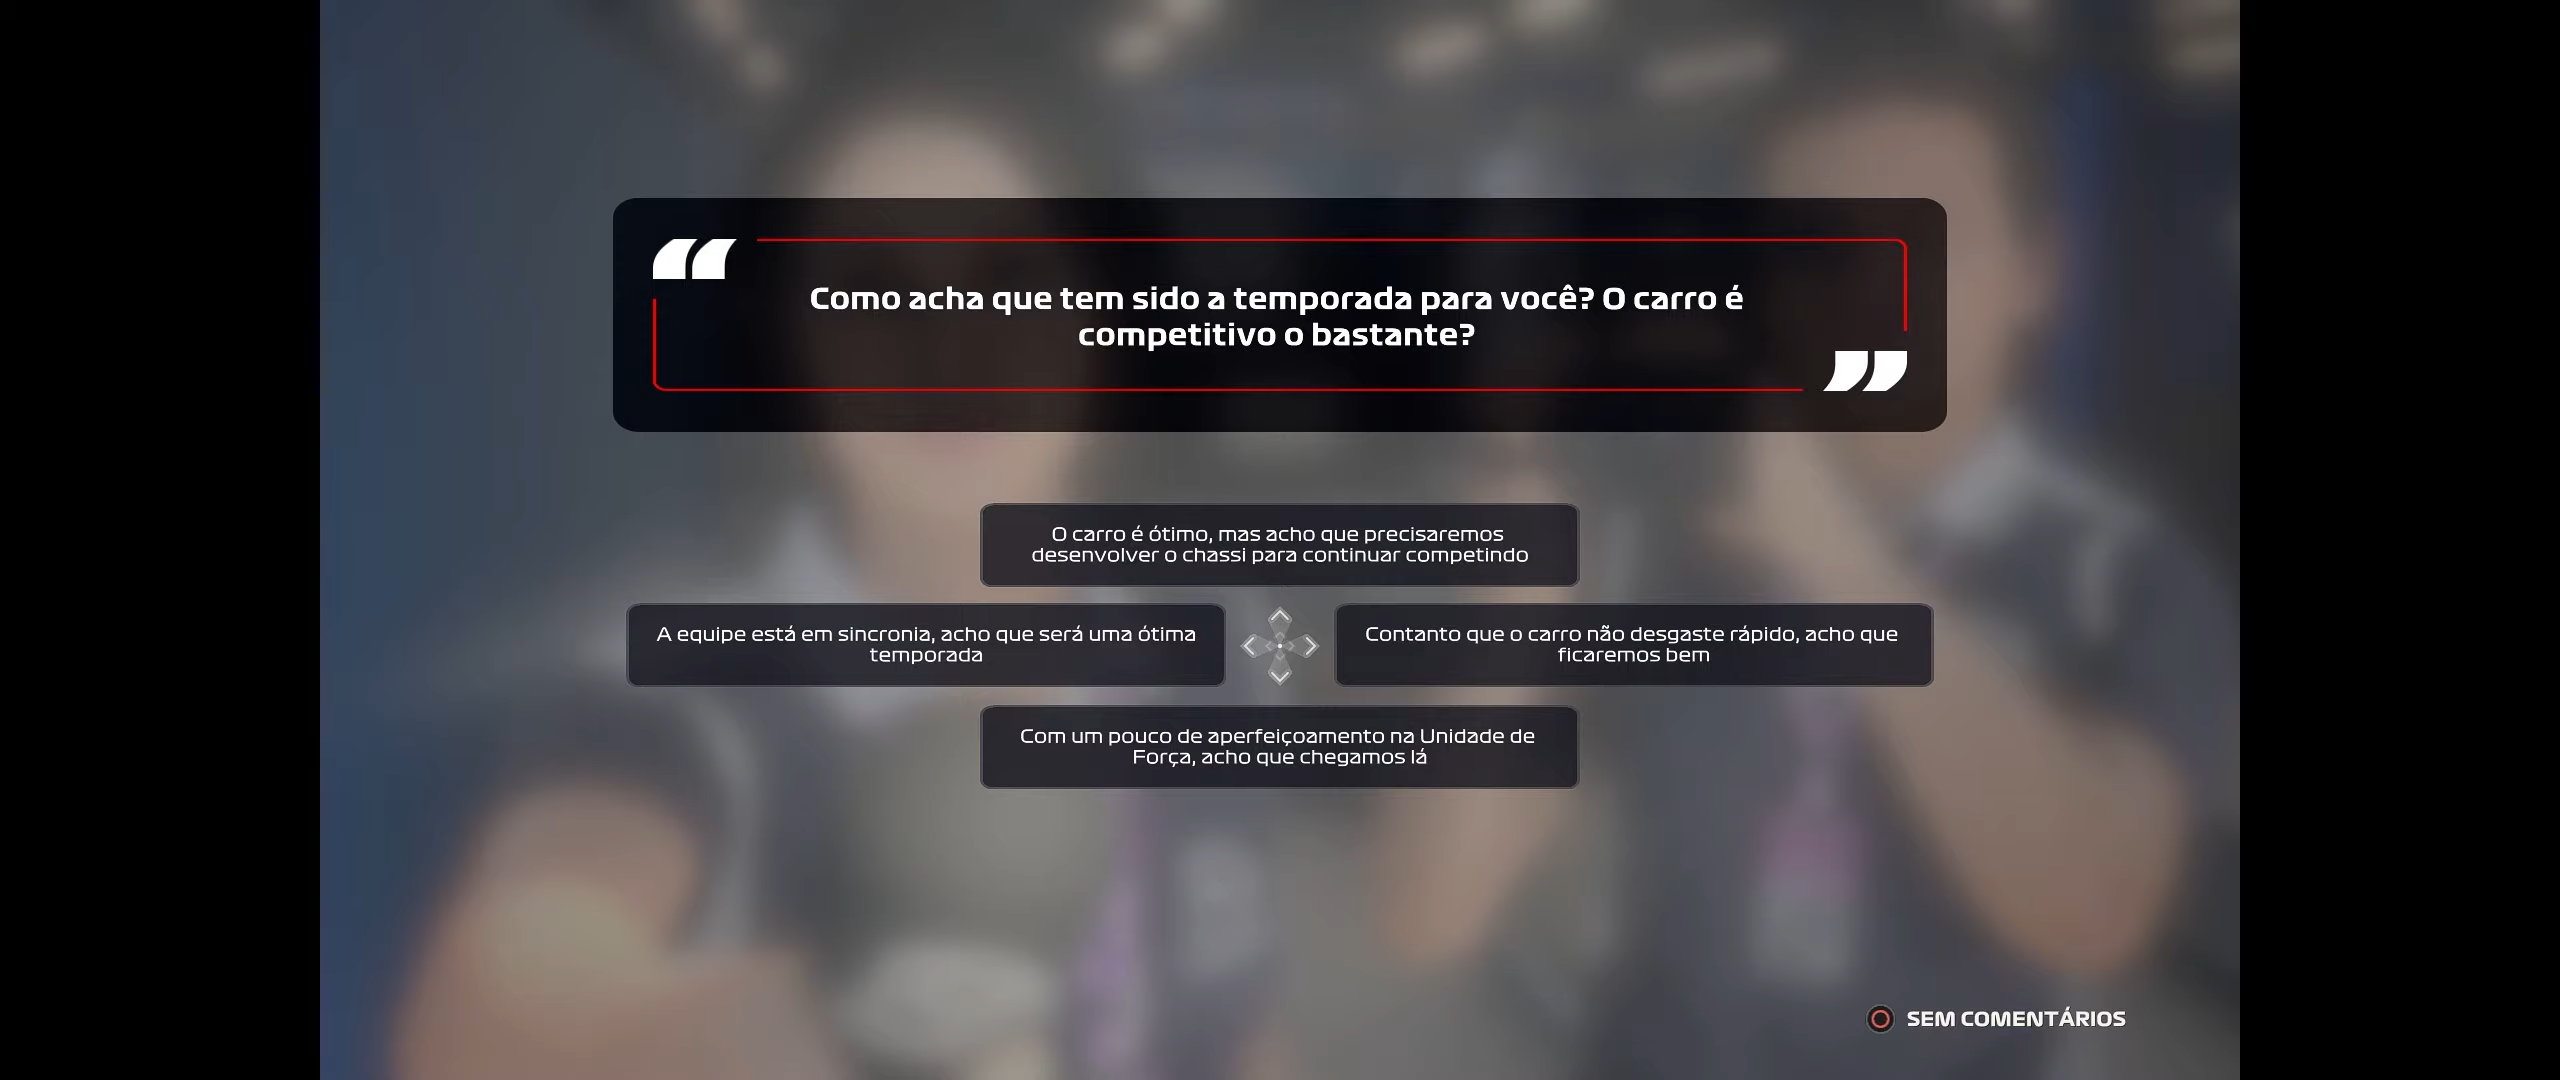 Como acha que tem sido a temporada para você? O carro é
competitivo o bastante?
O carro é ótimo, mas acho que precisaremos
desenvolver o chassi para continuar competindo
A equipe está em sincronia, acho que será uma ótima
temporada
Contanto que o carro não desgaste rápido, acho que
ficaremos bem
Com um pouco de aperfeiçoamento na Unidade de
Força, acho que chegamos lá
SEM COMENTÁRIOS